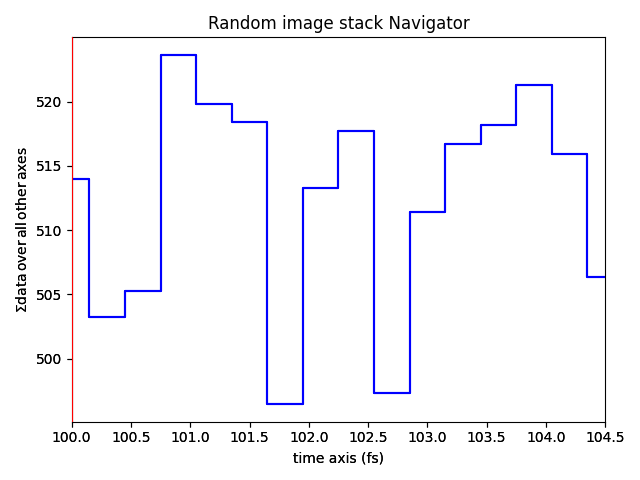 Random image stack Navigator
520
515
510
505
500
Σdata over all other axes
100.0 100.5 101.0 101.5 102.0 102.5 103.0 103.5 104.0 104.5
time axis (fs)